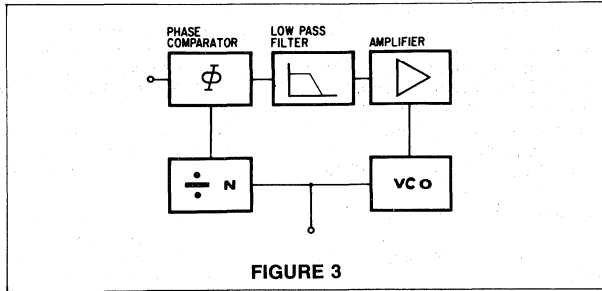 PHASE
COMPARATOR
LOW PASS
FILTER
AMPLIFIER
Φ
÷ N
VCO
FIGURE 3